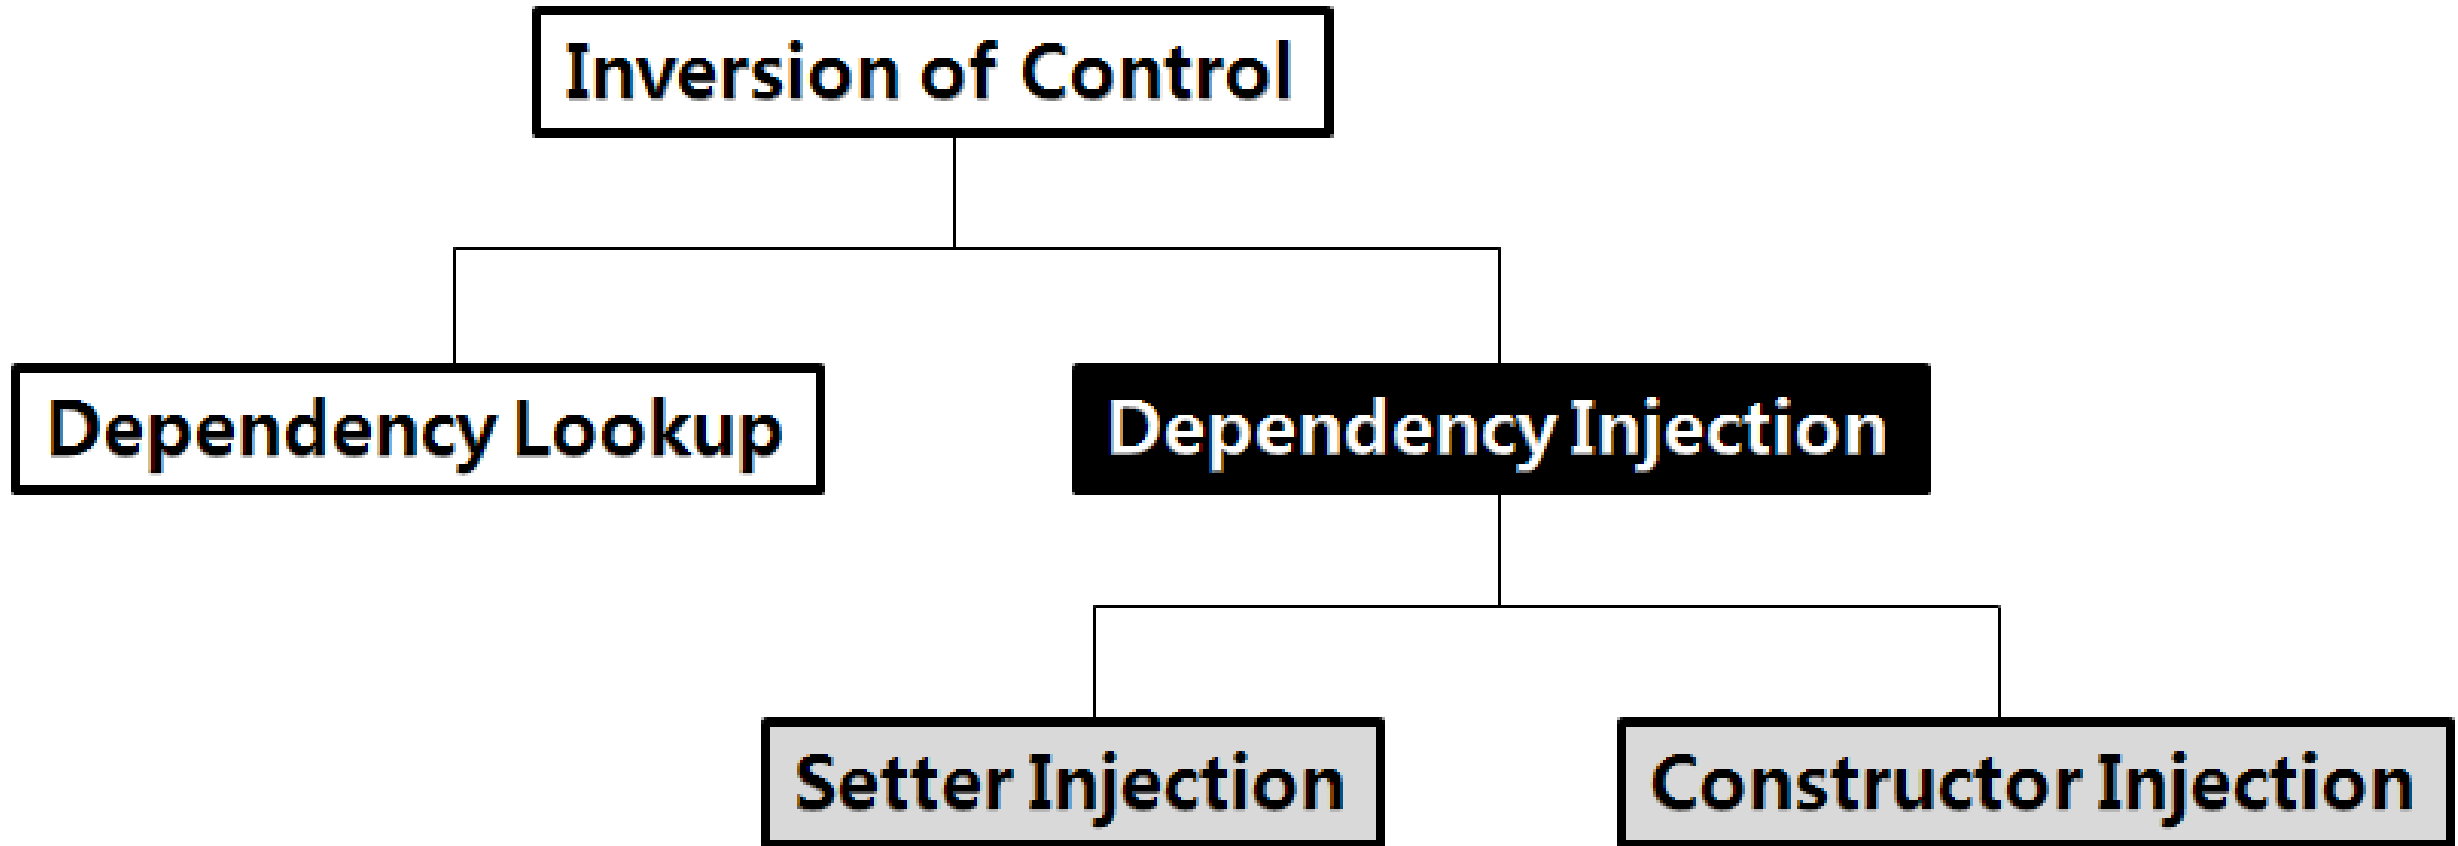 Inversion of Control
Dependency Lookup
Dependency Injection
Setter Injection
Constructor Injection